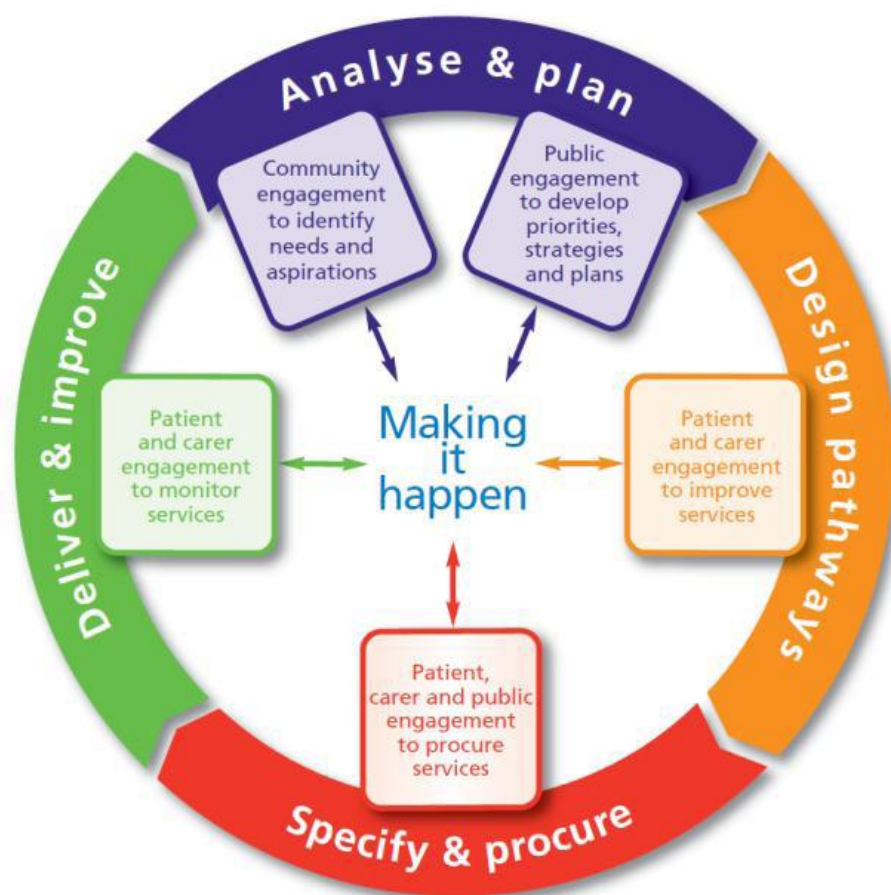 Analyse & plan
Community
engagement
to identify
needs and
aspirations
Public
engagement
to develop
priorities,
strategies
and plans
Design pathways
Patient
and carer
engagement
to improve
services
Specify & procure
Patient,
carer and public
engagement
to procure
services
Deliver & improve
Patient
and carer
engagement
to monitor
services
Making
it
happen